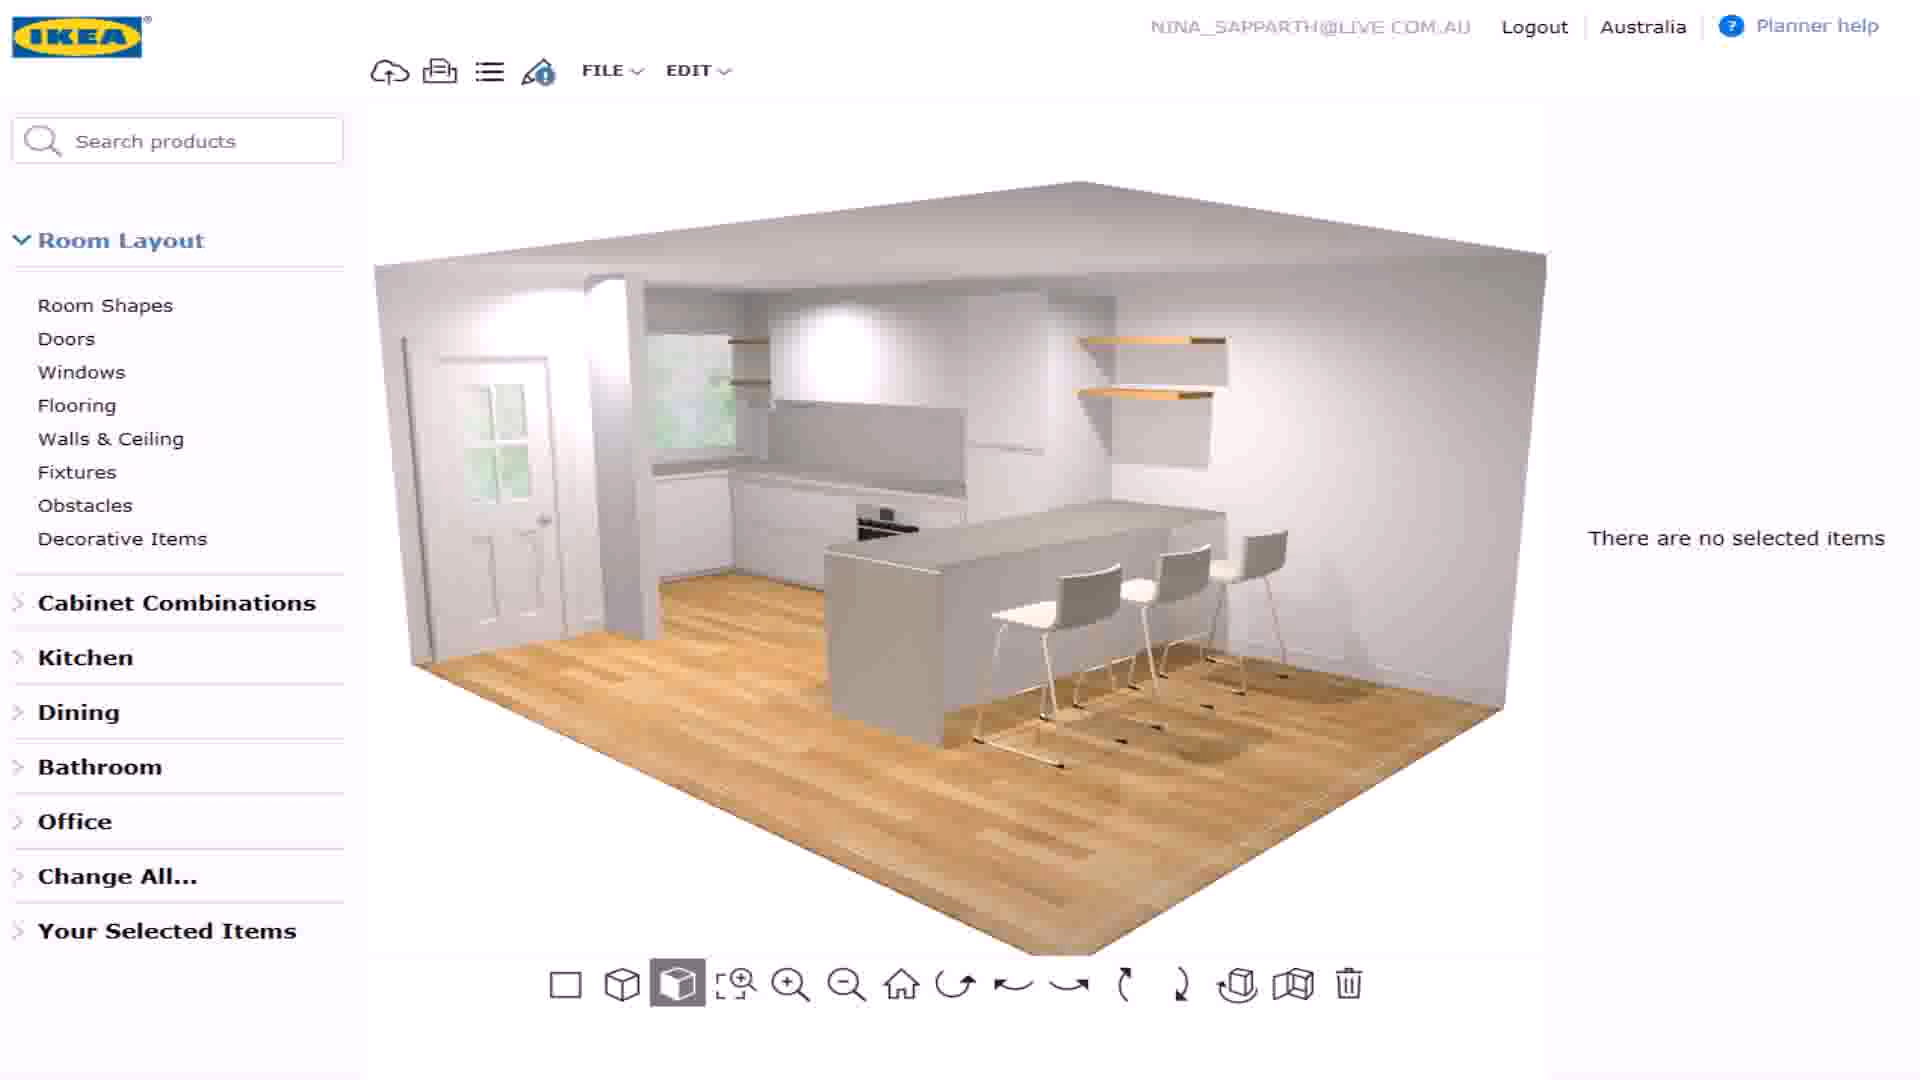 IKEA®
NINA_SAPPARTH@LIVE.COM.AU
Logout
Australia
? Planner help
FILE
EDIT
Search products
Room Layout
Room Shapes
Doors
Windows
Flooring
Walls & Ceiling
Fixtures
Obstacles
Decorative Items
Cabinet Combinations
Kitchen
Dining
Bathroom
Office
Change All...
Your Selected Items
There are no selected items